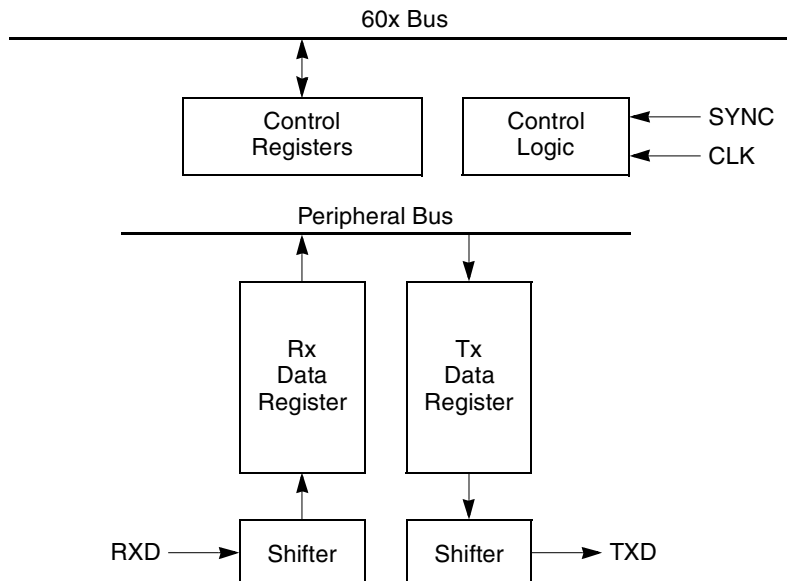 60x Bus
Control
Registers
Control
Logic
SYNC
CLK
Peripheral Bus
Rx
Data
Register
Tx
Data
Register
RXD
Shifter
Shifter
TXD